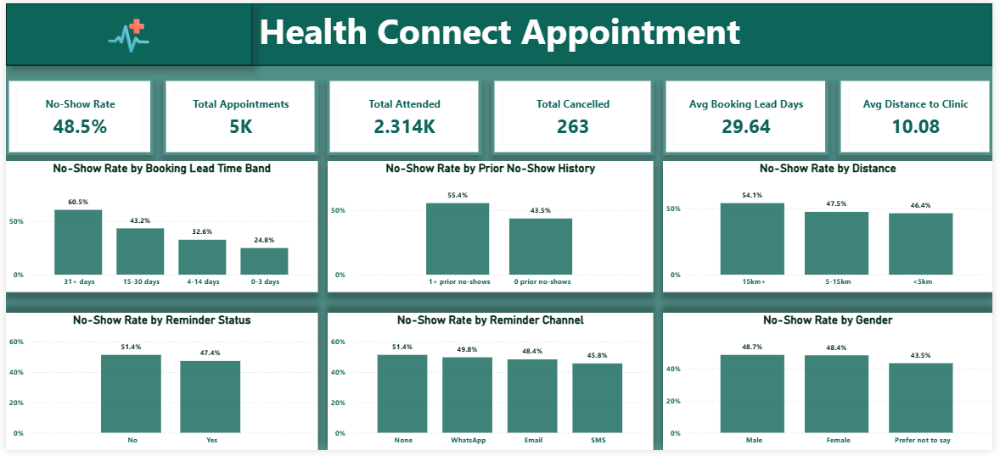 Health Connect Appointment
No-Show Rate
48.5%
Total Appointments
5K
Total Attended
2.314K
Total Cancelled
263
Avg Booking Lead Days
29.64
Avg Distance to Clinic
10.08
No-Show Rate by Booking Lead Time Band
50%
0%
60.5%
43.2%
32.6%
24.8%
31+ days
15-30 days
4-14 days
0-3 days
No-Show Rate by Prior No-Show History
50%
0%
55.4%
43.5%
1+ prior no-shows
0 prior no-shows
No-Show Rate by Distance
50%
0%
54.1%
47.5%
46.4%
15km+
5-15km
<5km
No-Show Rate by Reminder Status
60%
40%
20%
0%
51.4%
47.4%
No
Yes
No-Show Rate by Reminder Channel
60%
40%
20%
0%
51.4%
49.8%
48.4%
45.8%
None
WhatsApp
Email
SMS
No-Show Rate by Gender
40%
20%
0%
48.7%
48.4%
43.5%
Male
Female
Prefer not to say